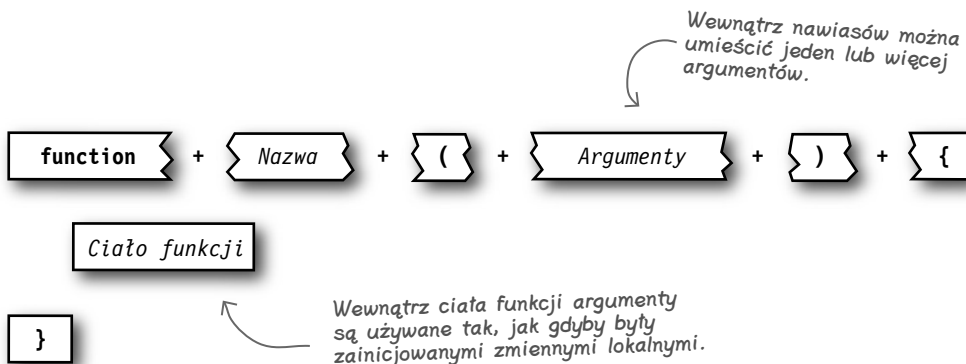 Wewnątrz nawiasów można
umieścić jeden lub więcej
argumentów.
function + Nazwa + ( + Argumenty + ) + {
Ciało funkcji
Wewnątrz ciała funkcji argumenty
są używane tak, jak gdyby były
zainicjowanymi zmiennymi lokalnymi.
}